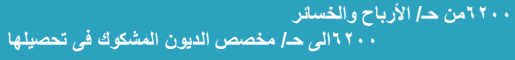 ٦٢٠٠من حـ/ الأرباح والخسائر
٦٢٠٠الى حـ/ مخصص الديون المشكوك فى تحصيلها